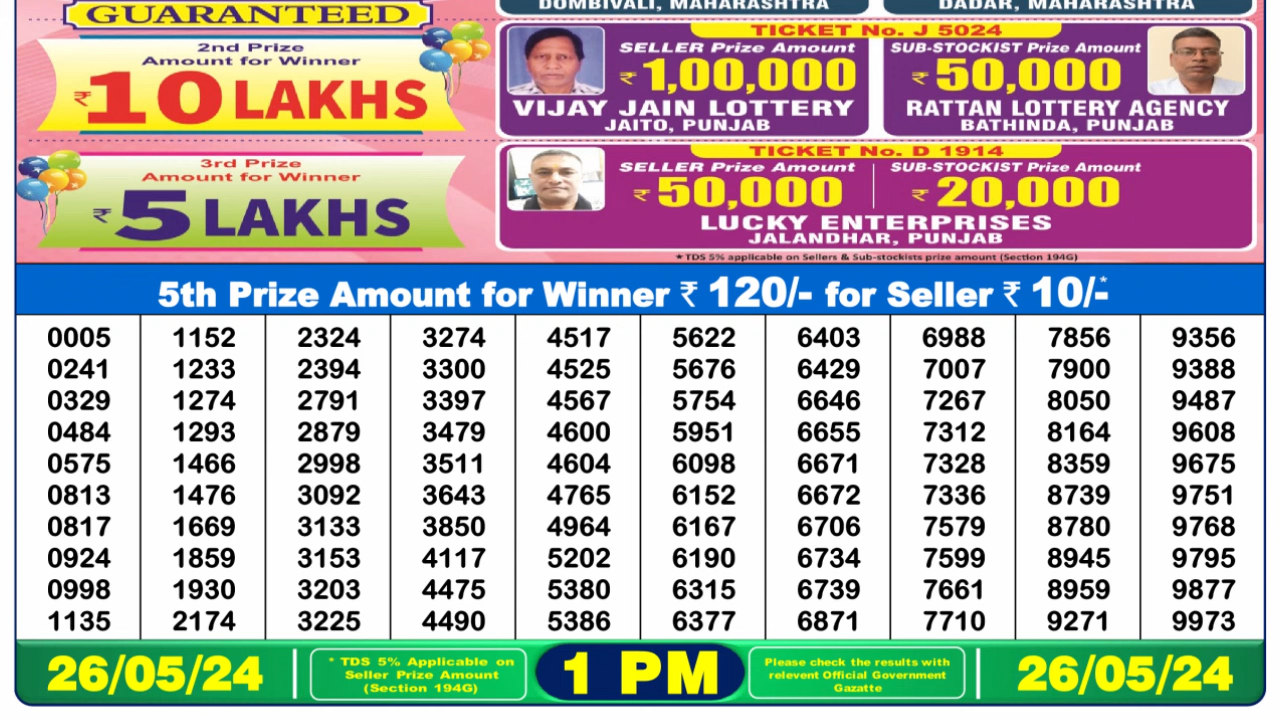 GUARANTEED
DOMBIVALI, MAHARASHTRA
DADAR, MAHARASHTRA
2nd Prize
Amount for Winner
₹10 LAKHS
TICKET No. J 5024
SELLER Prize Amount
₹1,00,000
SUB-STOCKIST Prize Amount
₹50,000
VIJAY JAIN LOTTERY
JAITO, PUNJAB
RATTAN LOTTERY AGENCY
BATHINDA, PUNJAB
3rd Prize
Amount for Winner
₹5 LAKHS
TICKET No. D 1914
SELLER Prize Amount
₹50,000
SUB-STOCKIST Prize Amount
₹20,000
LUCKY ENTERPRISES
JALANDHAR, PUNJAB
*TDS 5% applicable on Sellers & Sub-stockists prize amount (Section 194G)
5th Prize Amount for Winner ₹ 120/- for Seller ₹ 10/-*
0005 1152 2324 3274 4517 5622 6403 6988 7856 9356
0241 1233 2394 3300 4525 5676 6429 7007 7900 9388
0329 1274 2791 3397 4567 5754 6646 7267 8050 9487
0484 1293 2879 3479 4600 5951 6655 7312 8164 9608
0575 1466 2998 3511 4604 6098 6671 7328 8359 9675
0813 1476 3092 3643 4765 6152 6672 7336 8739 9751
0817 1669 3133 3850 4964 6167 6706 7579 8780 9768
0924 1859 3153 4117 5202 6190 6734 7599 8945 9795
0998 1930 3203 4475 5380 6315 6739 7661 8959 9877
1135 2174 3225 4490 5386 6377 6871 7710 9271 9973
26/05/24
* TDS 5% Applicable on
Seller Prize Amount
(Section 194G)
1 PM
Please check the results with
relevent Official Government
Gazatte
26/05/24